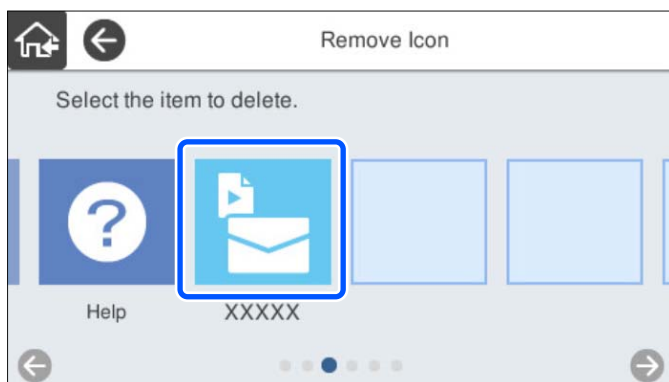 Remove Icon
Select the item to delete.
?
Help
XXXXX